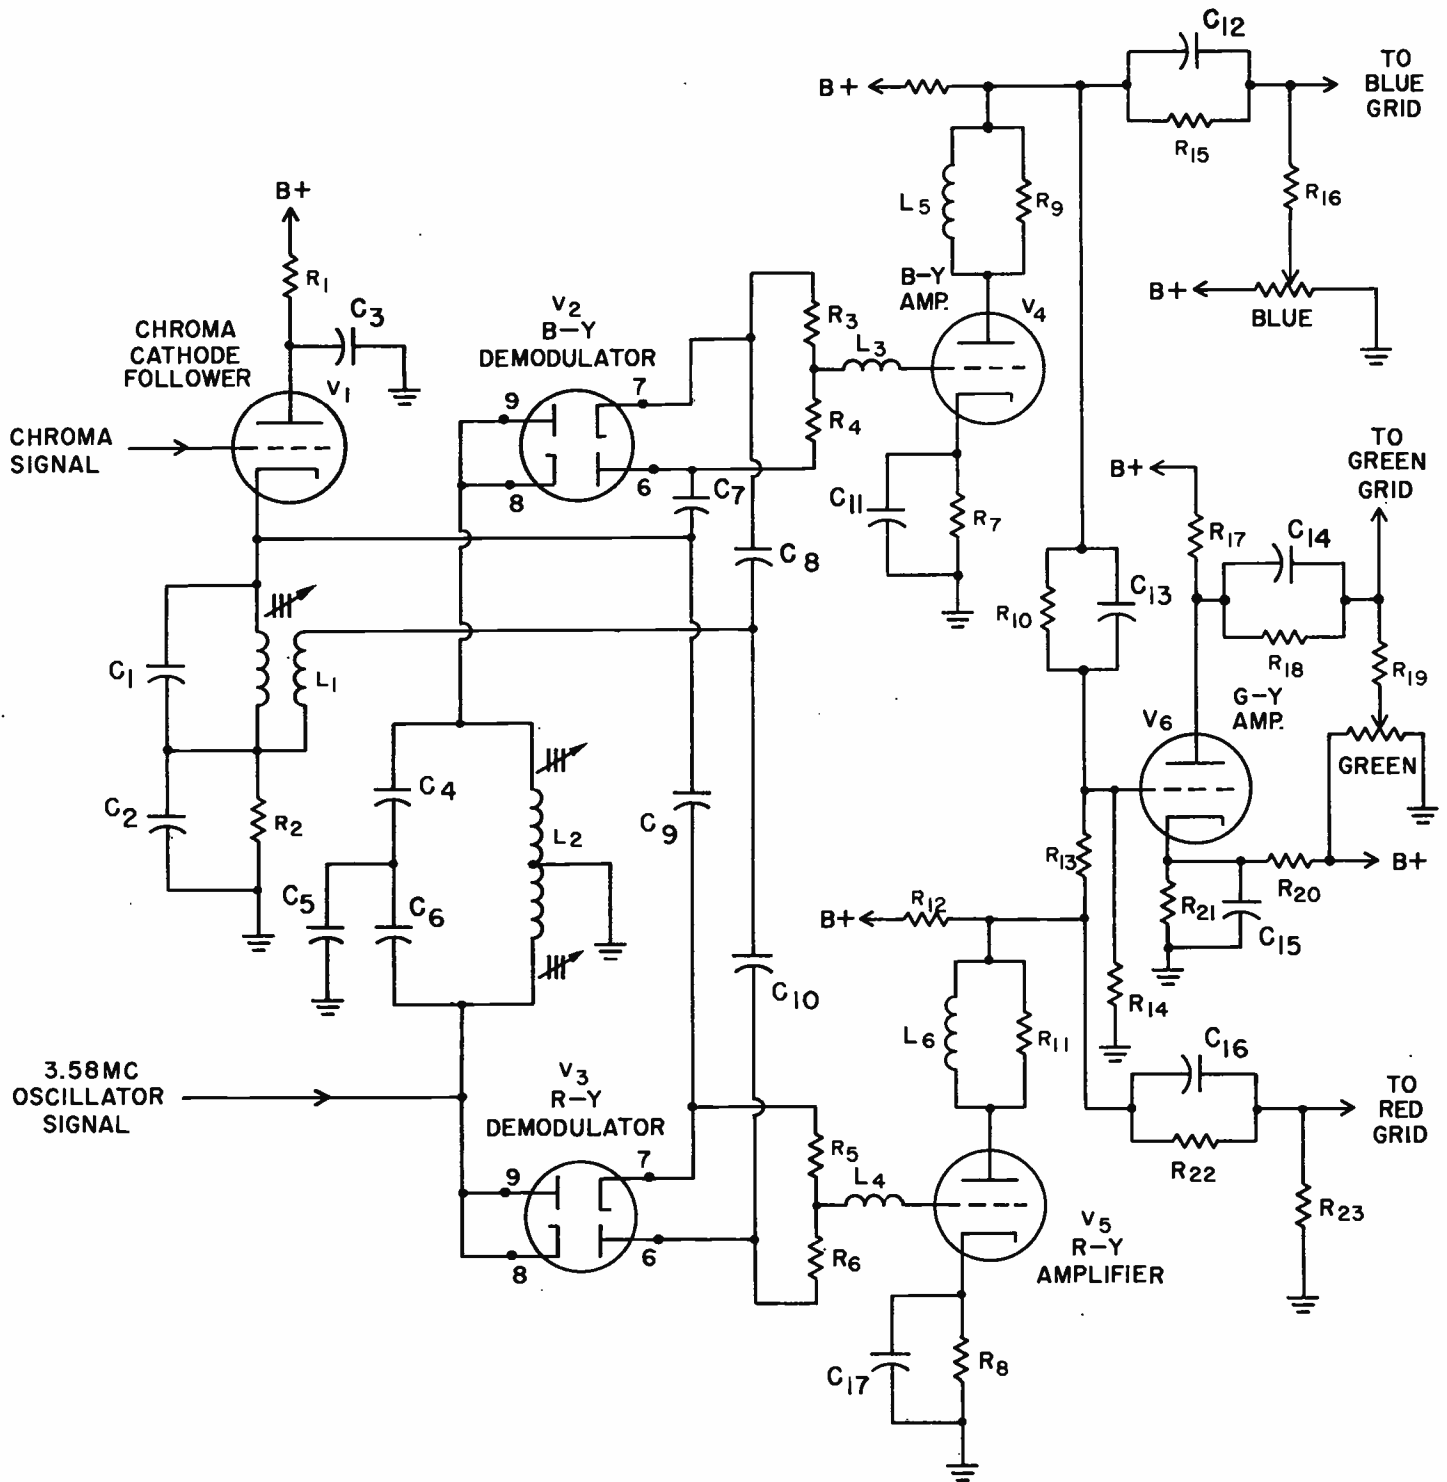 C12
TO
BLUE
GRID
B+
R15
R16
L5
R9
B+
R1
C3
B-Y
AMP.
V4
B+
BLUE
CHROMA
CATHODE
FOLLOWER
V1
V2
B-Y
DEMODULATOR
R3
L3
R4
9
7
8
6
CHROMA
SIGNAL
C7
C11
R7
C8
B+
TO
GREEN
GRID
R17
C14
R10
C13
R18
R19
C1
L1
G-Y
AMP.
V6
GREEN
C2
R2
C4
L2
C9
C5
C6
R13
R20
B+
R21
C15
B+
R12
C10
R14
L6
R11
C16
TO
RED
GRID
3.58MC
OSCILLATOR
SIGNAL
V3
R-Y
DEMODULATOR
R5
L4
R6
9
7
8
6
R22
R23
V5
R-Y
AMPLIFIER
C17
R8